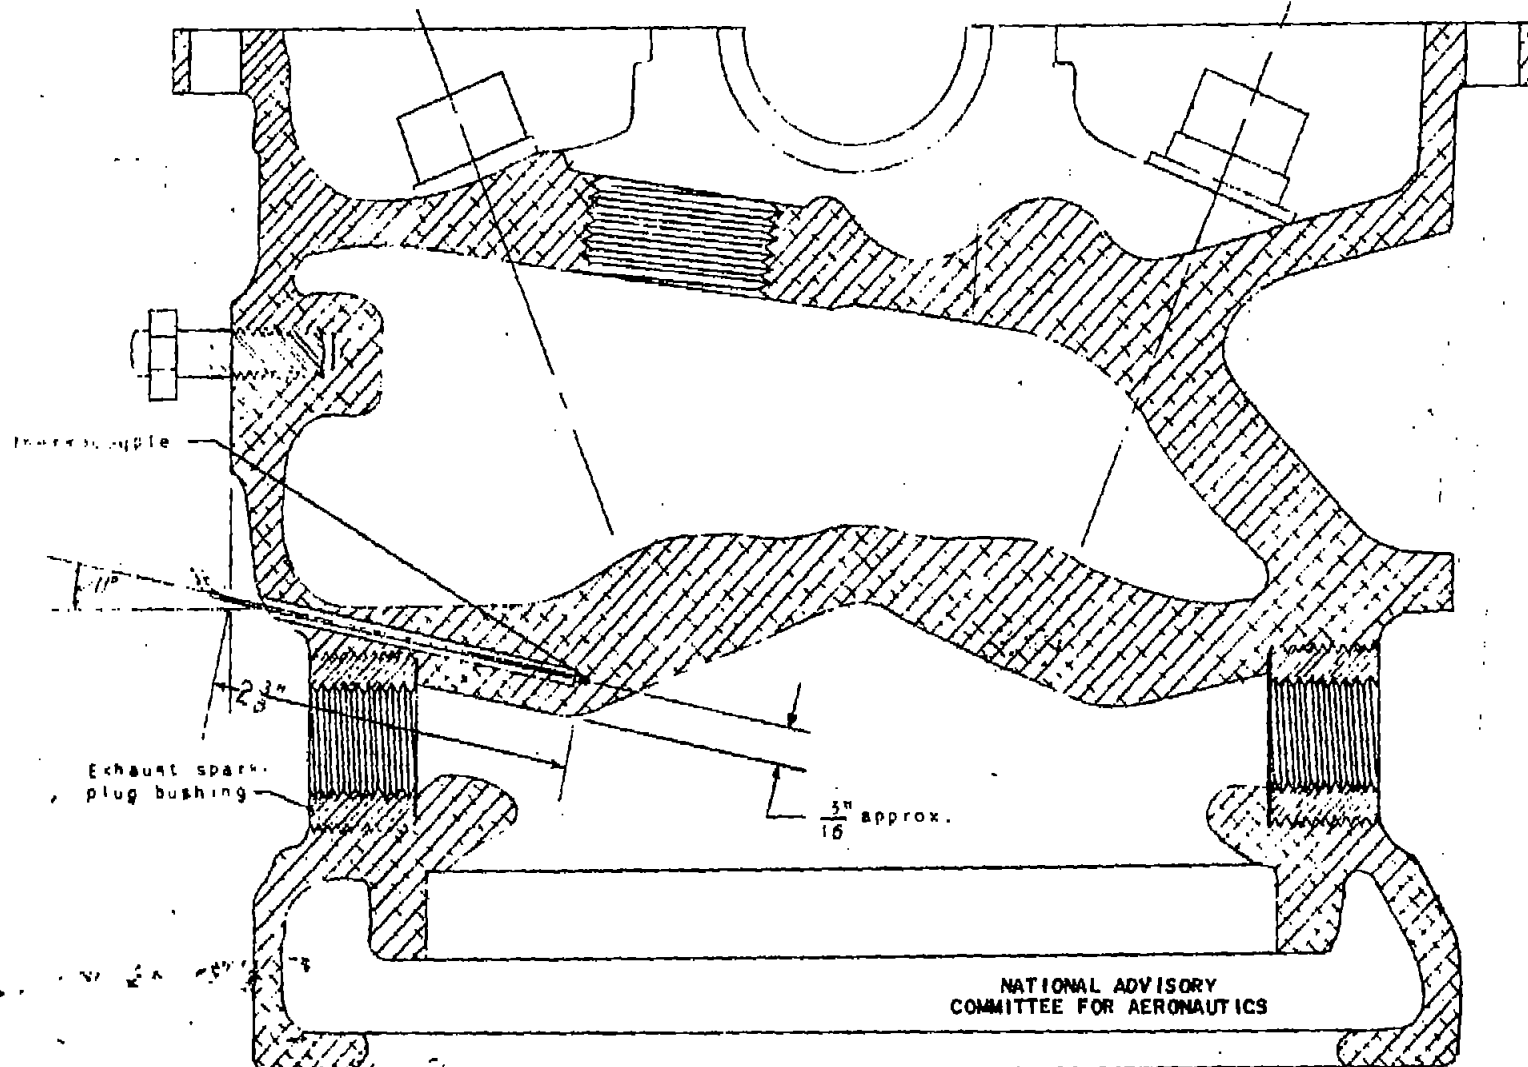 11°
2 3/8"
Exhaust spark
plug bushing
3/16" approx.
NATIONAL ADVISORY
COMMITTEE FOR AERONAUTICS